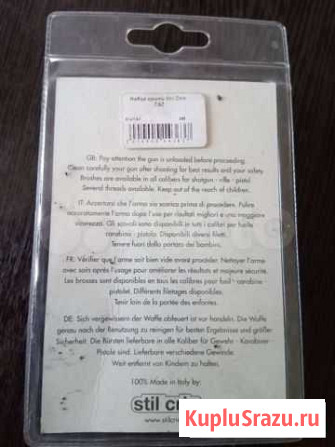 7,62
GB: Pay attention the gun is unloaded before proceeding.
Clean carefully your gun after shooting for best results and your safety.
Brushes are available in all calibers for shotgun - rifle - pistol
Several threads available. Keep out of the reach of children.
IT: Accertarsi che l'arma sia scarica prima di procedere. Pulire
accuratamente l'arma dopo l'uso per risultati migliori e una maggiore
sicurezza. Gli scovoli sono disponibili in tutti i calibri per fucile
carabina - pistola. Disponibili diversi filetti.
Tenere fuori dalla portata dei bambini.
FR: Vérifier que l'arme soit bien vide avant procéder. Nettoyer l'arme
avec soin après l'usage pour améliorer les résultats et majeure sécurité.
Les brosses sont disponibles en tous les calibres pour fusil - carabine -
pistolet. Différents filetages disponibles.
Tenir loin de la portée des enfantes.
DE: Sich vergewissern der Waffe abfeuert ist vor handeln. Die Waffe
genau nach der Benutzung zu reinigen für besten Ergebnisse und größer
Sicherheit. Die Bürsten lieferbare in alle Kaliber für Gewehr - Karabine-
Pistole sind. Lieferbare verschiedene Gewinde.
Weit entfernt von Kindern zu halten.
100% Made in Italy by:
stil crin
KupluSrazu.ru